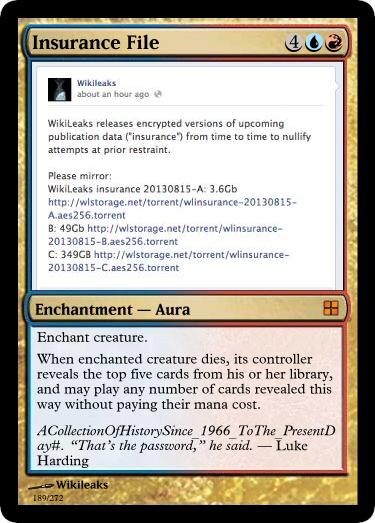 Insurance File 4
Wikileaks
about an hour ago
WikiLeaks releases encrypted versions of upcoming
publication data ("insurance") from time to time to nullify
attempts at prior restraint.
Please mirror:
WikiLeaks insurance 20130815-A: 3.6Gb
http://wlstorage.net/torrent/wlinsurance-20130815-
A.aes256.torrent
B: 49Gb http://wlstorage.net/torrent/wlinsurance-
20130815-B.aes256.torrent
C: 349GB http://wlstorage.net/torrent/wlinsurance-
20130815-C.aes256.torrent
Enchantment — Aura
Enchant creature.
When enchanted creature dies, its controller
reveals the top five cards from his or her library,
and may play any number of cards revealed this
way without paying their mana cost.
ACollectionOfHistorySince_1966_ToThe_PresentD
ay#. "That's the password," he said. — Luke
Harding
Wikileaks
189/272